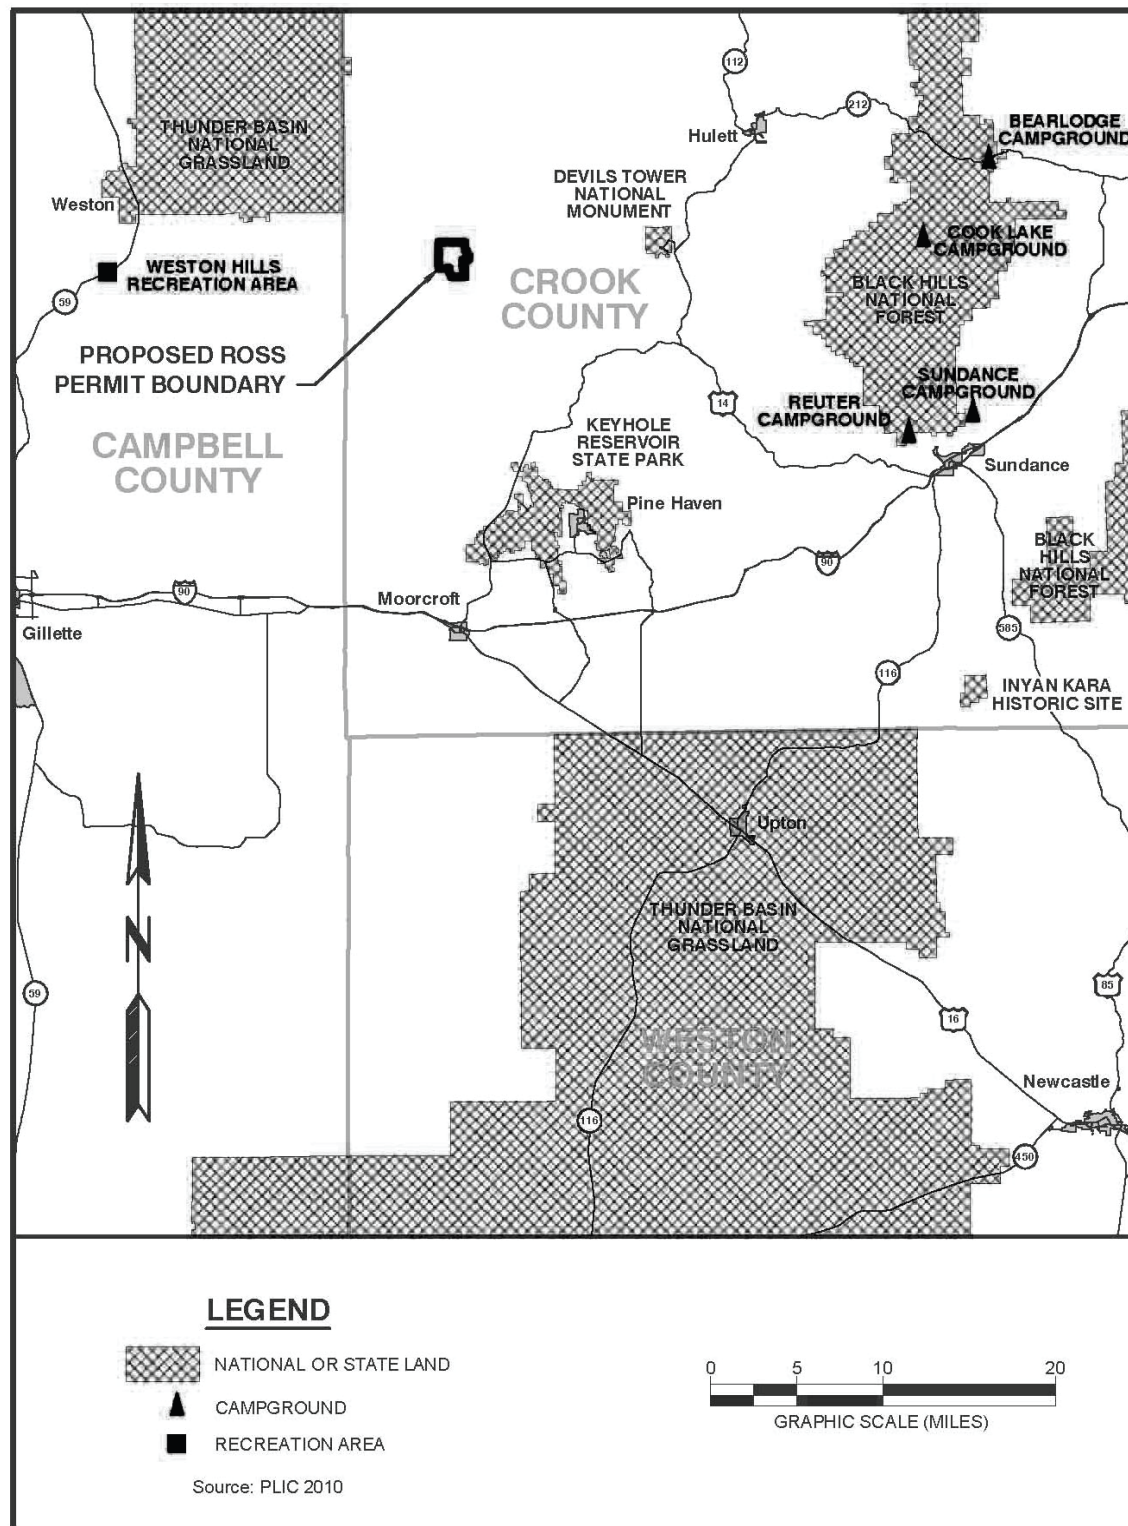 112
212
Hulett
BEARLODGE
CAMPGROUND
THUNDER BASIN
NATIONAL
GRASSLAND
Weston
DEVILS TOWER
NATIONAL
MONUMENT
COOK LAKE
CAMPGROUND
WESTON HILLS
RECREATION AREA
59
CROOK
COUNTY
BLACK HILLS
NATIONAL
FOREST
PROPOSED ROSS
PERMIT BOUNDARY
SUNDANCE
CAMPGROUND
REUTER
CAMPGROUND
14
CAMPBELL
COUNTY
KEYHOLE
RESERVOIR
STATE PARK
Sundance
Pine Haven
BLACK
HILLS
NATIONAL
FOREST
90
90
Moorcroft
Gillette
585
116
INYAN KARA
HISTORIC SITE
Upton
THUNDER BASIN
NATIONAL
GRASSLAND
N
59
85
16
WESTON
COUNTY
Newcastle
116
450
LEGEND
NATIONAL OR STATE LAND
CAMPGROUND
RECREATION AREA
Source: PLIC 2010
0 5 10 20
GRAPHIC SCALE (MILES)